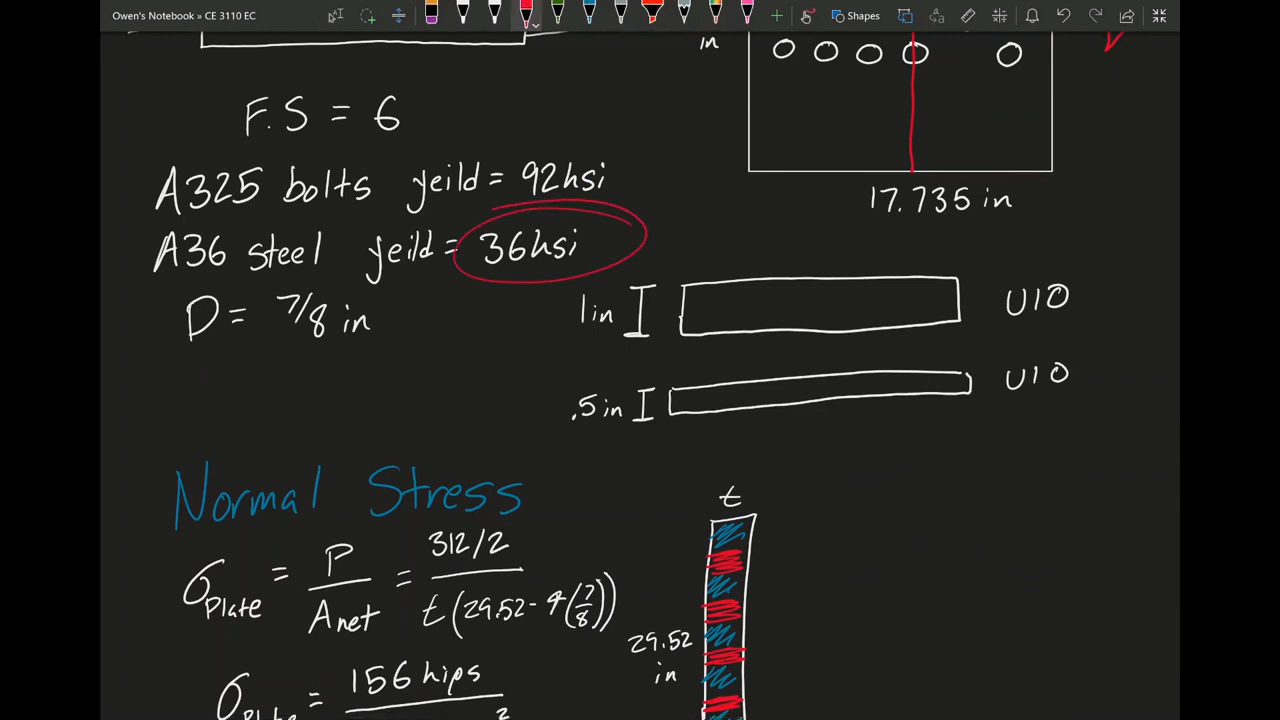 Owen's Notebook » CE 3110 EC
Shapes
in
F.S = 6
17.735 in
A325 bolts yeild = 92ksi
A36 steel yeild = 36ksi
D = 7/8 in
1in
U10
.5in
U10
Normal Stress
t
σPlate = P / Anet = 312/2 / t(29.52 - 9(7/8))
29.52
in
σPlate = 156 kips
2